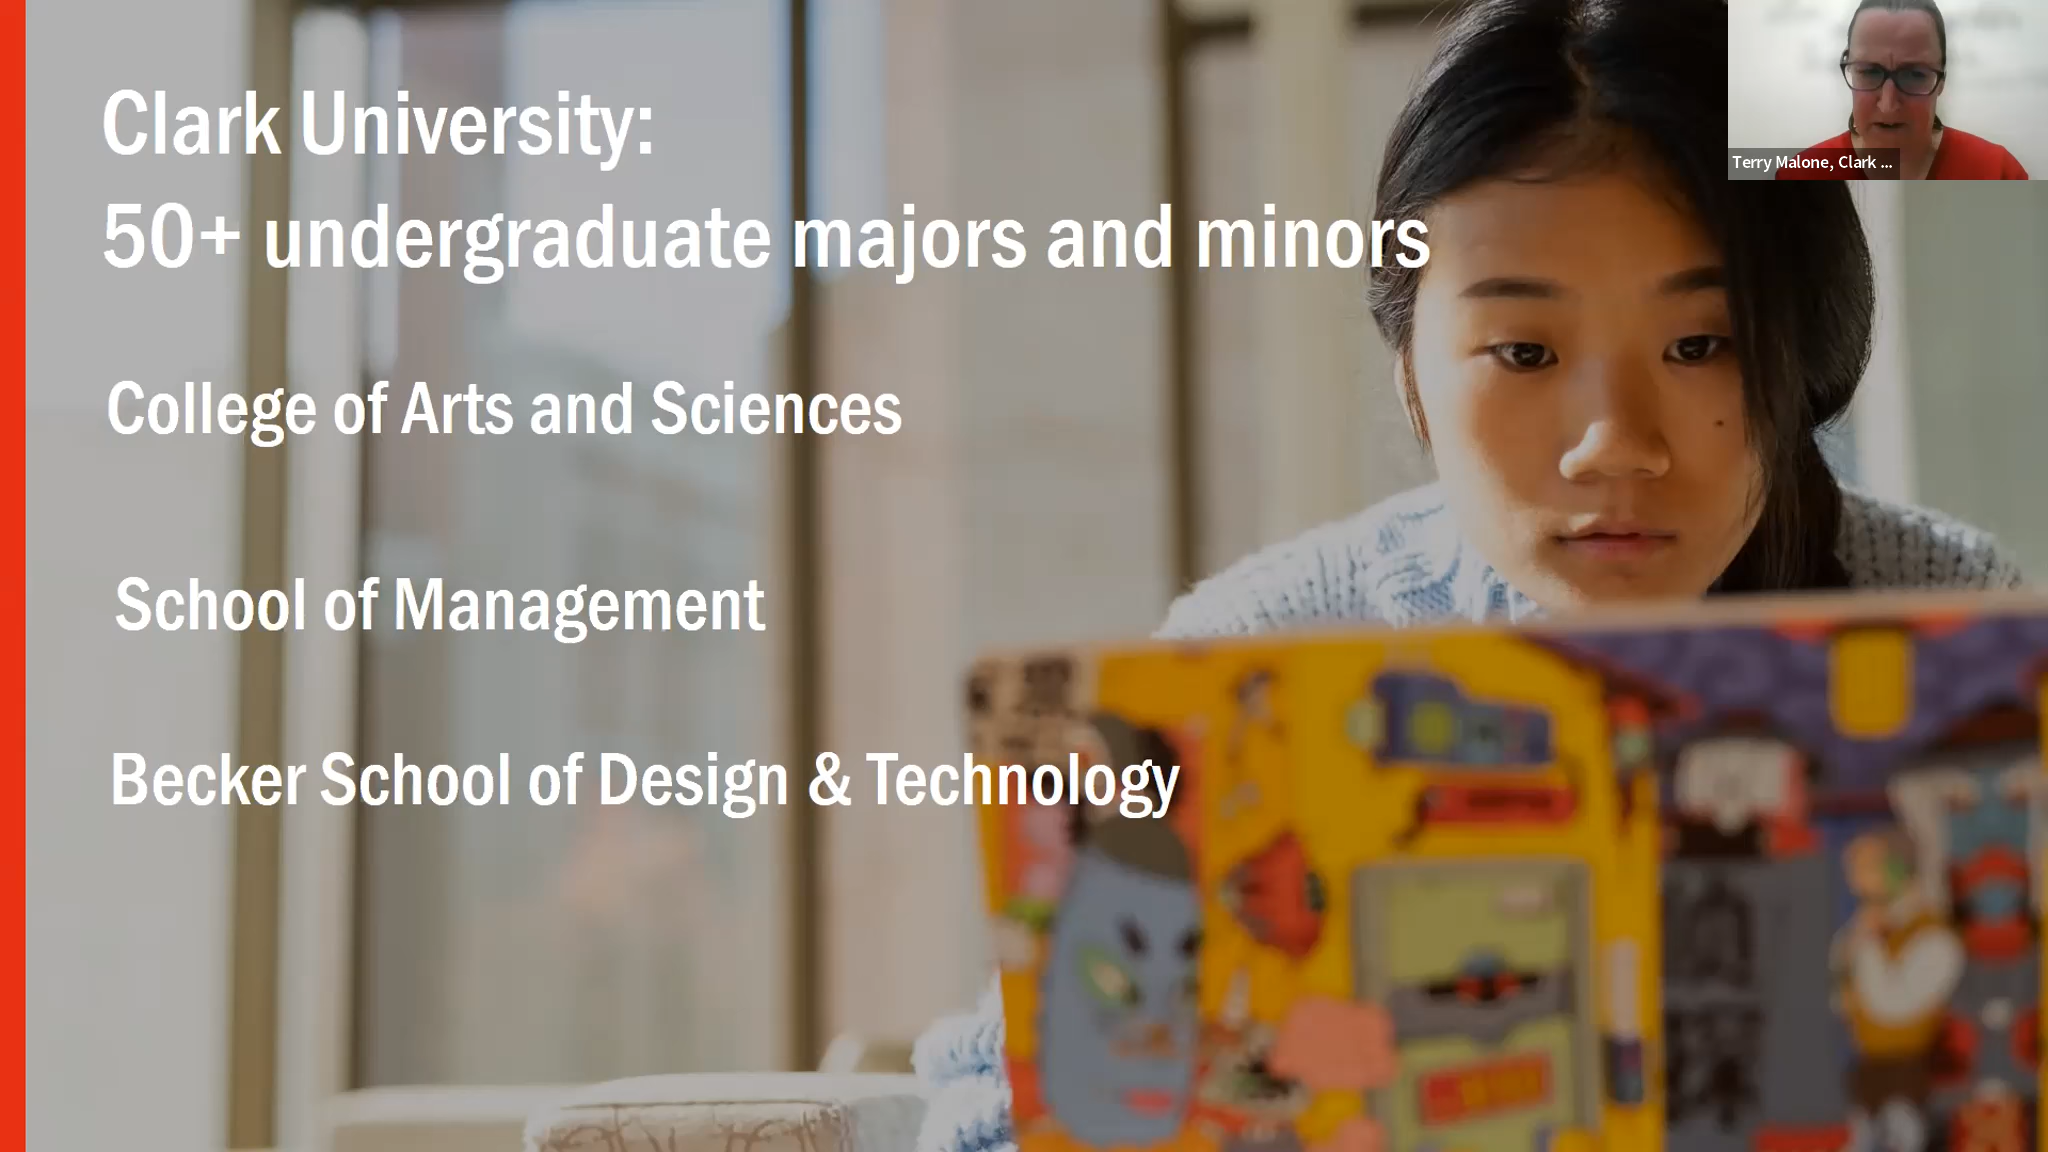 Clark University:
50+ undergraduate majors and minors
College of Arts and Sciences
School of Management
Becker School of Design & Technology
Terry Malone, Clark ...